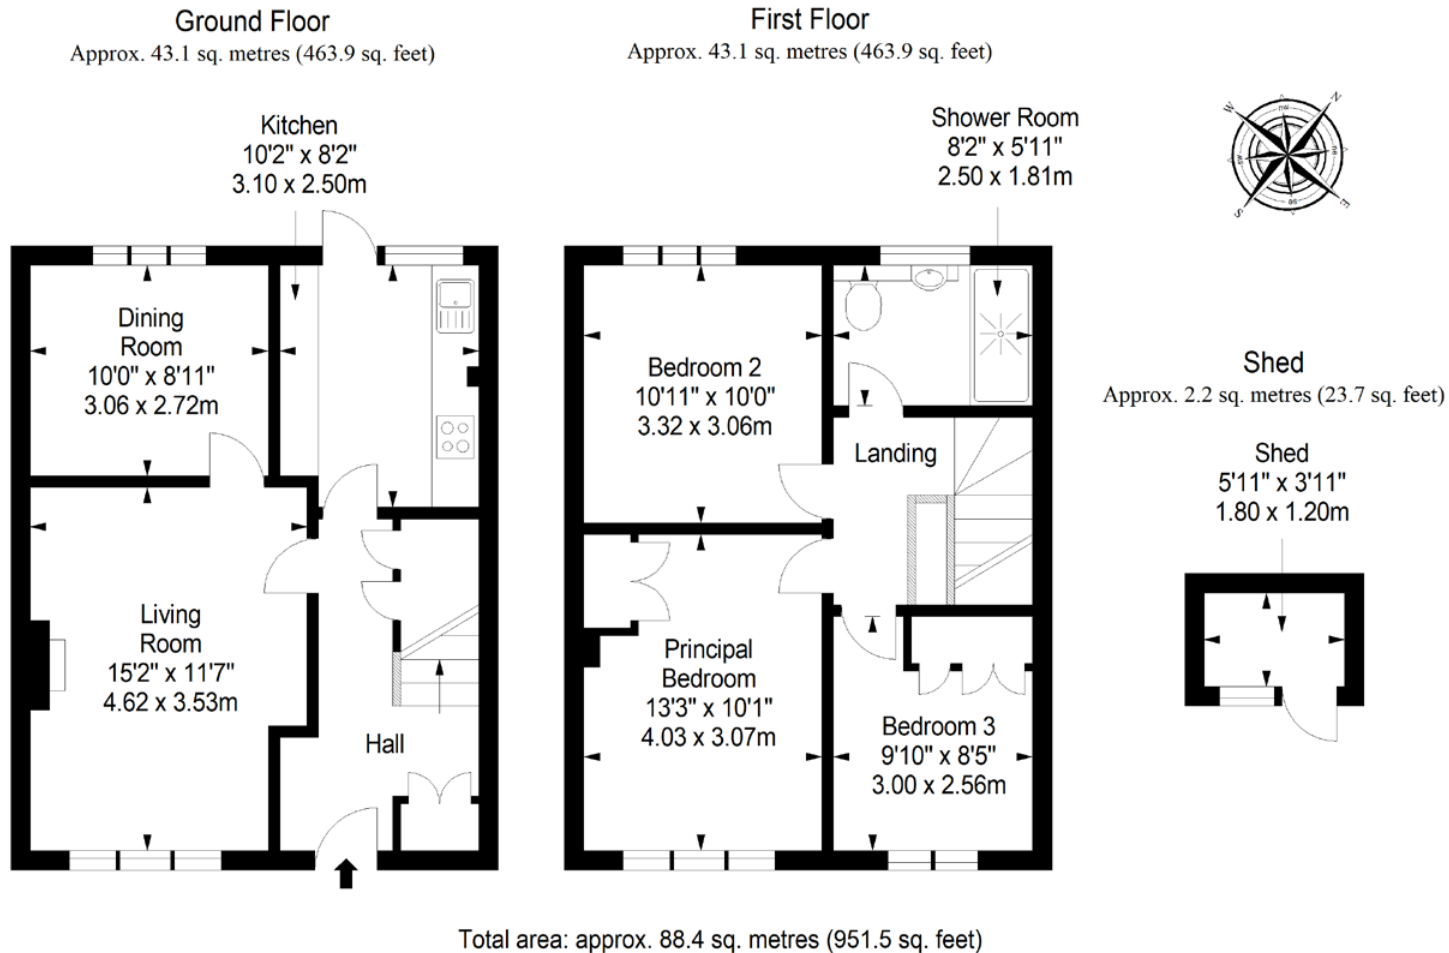 Ground Floor
Approx. 43.1 sq. metres (463.9 sq. feet)
First Floor
Approx. 43.1 sq. metres (463.9 sq. feet)
Kitchen
10'2" x 8'2"
3.10 x 2.50m
Shower Room
8'2" x 5'11"
2.50 x 1.81m
W
N
S
E
nw
ne
sw
se
Dining
Room
10'0" x 8'11"
3.06 x 2.72m
Bedroom 2
10'11" x 10'0"
3.32 x 3.06m
Landing
Shed
Approx. 2.2 sq. metres (23.7 sq. feet)
Shed
5'11" x 3'11"
1.80 x 1.20m
Living
Room
15'2" x 11'7"
4.62 x 3.53m
Hall
Principal
Bedroom
13'3" x 10'1"
4.03 x 3.07m
Bedroom 3
9'10" x 8'5"
3.00 x 2.56m
Total area: approx. 88.4 sq. metres (951.5 sq. feet)